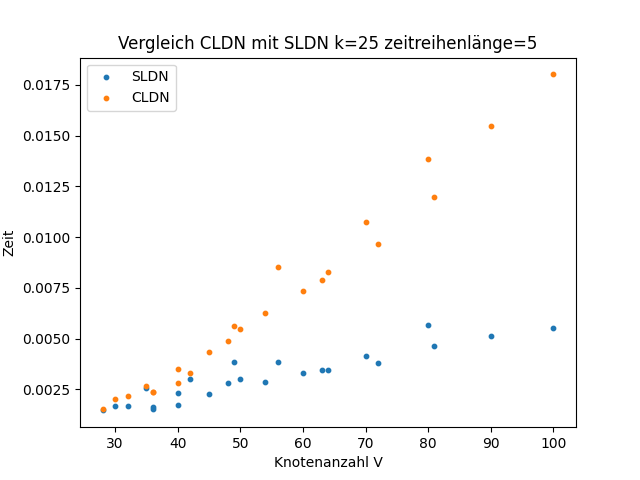 Vergleich CLDN mit SLDN k=25 zeitreihenlänge=5
SLDN
CLDN
Zeit
0.0175
0.0150
0.0125
0.0100
0.0075
0.0050
0.0025
30 40 50 60 70 80 90 100
Knotenanzahl V